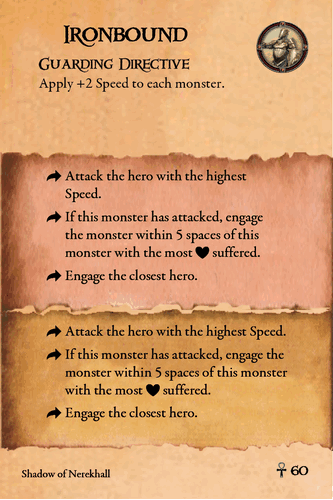 Ironbound
Guarding Directive
Apply +2 Speed to each monster.
Attack the hero with the highest
Speed.
If this monster has attacked, engage
the monster within 5 spaces of this
monster with the most ♥ suffered.
Engage the closest hero.
Attack the hero with the highest Speed.
If this monster has attacked, engage the
monster within 5 spaces of this monster
with the most ♥ suffered.
Engage the closest hero.
Shadow of Nerekhall
☥ 60